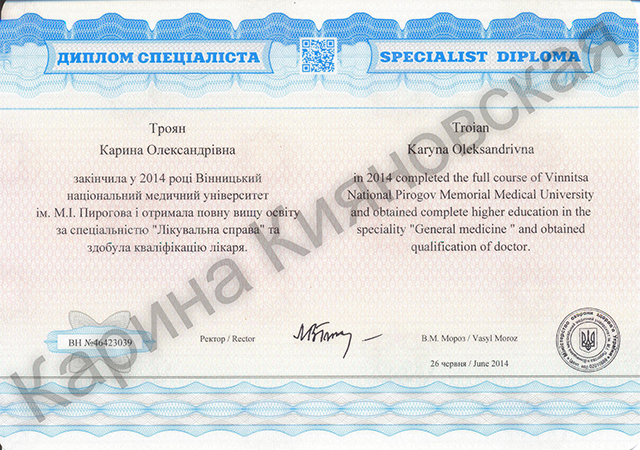 ДИПЛОМ СПЕЦІАЛІСТА
Троян
Карина Олександрівна
закінчила у 2014 році Вінницький
національний медичний університет
ім. М.І. Пирогова і отримала повну вищу освіту
за спеціальністю "Лікувальна справа" та
здобула кваліфікацію лікаря.
SPECIALIST DIPLOMA
Troian
Karyna Oleksandrivna
in 2014 completed the full course of Vinnitsa
National Pirogov Memorial Medical University
and obtained complete higher education in the
speciality "General medicine " and obtained
qualification of doctor.
ВН №46423039
Ректор / Rector
В.М. Мороз / Vasyl Moroz
26 червня / June 2014
Карина Кияновская